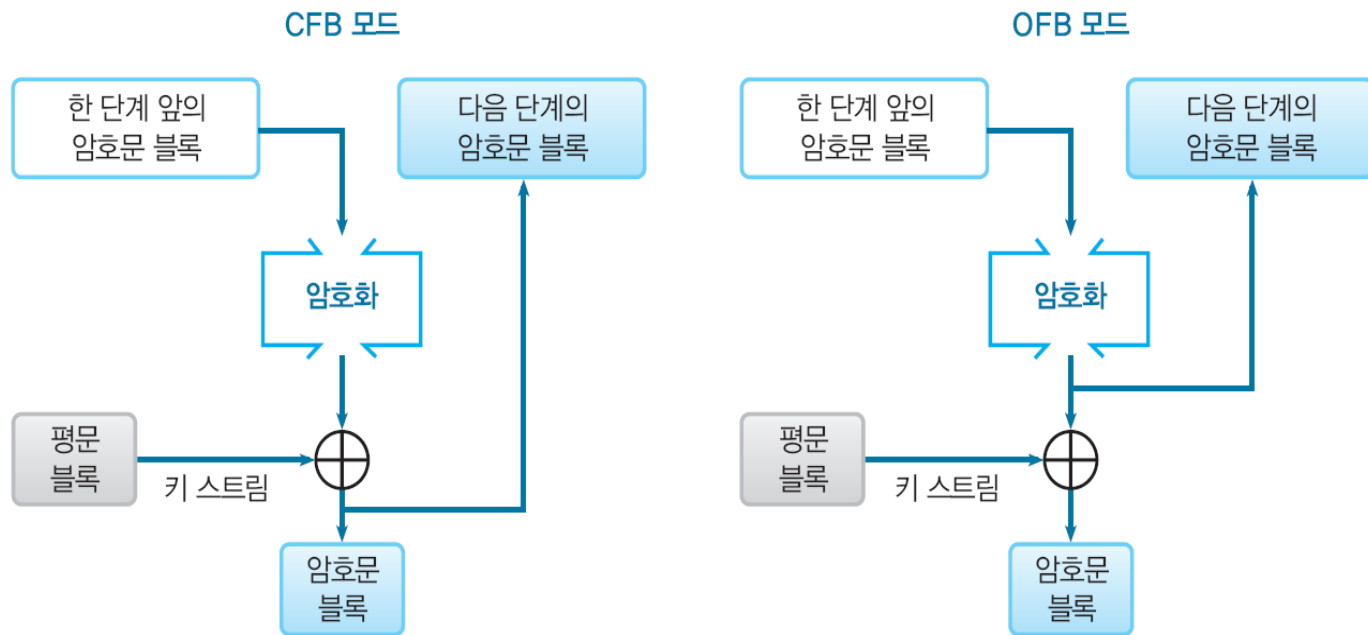 CFB 모드
한 단계 앞의
암호문 블록
다음 단계의
암호문 블록
암호화
평문
블록
키 스트림
암호문
블록
OFB 모드
한 단계 앞의
암호문 블록
다음 단계의
암호문 블록
암호화
평문
블록
키 스트림
암호문
블록